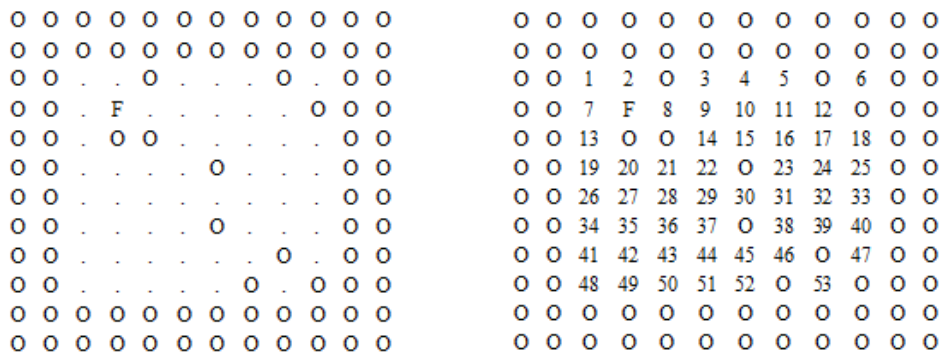 O O O O O O O O O O O O O O O O O O O O O O O O
O O O O O O O O O O O O O O O O O O O O O O O O
O O . . O . . . O . O O O O 1 2 O 3 4 5 O 6 O O
O O . F . . . . . O O O O O 7 F 8 9 10 11 12 O O O
O O . O O . . . . . O O O O 13 O O 14 15 16 17 18 O O
O O . . . . O . . . O O O O 19 20 21 22 O 23 24 25 O O
O O . . . . . . . . O O O O 26 27 28 29 30 31 32 33 O O
O O . . . . O . . . O O O O 34 35 36 37 O 38 39 40 O O
O O . . . . . . O . O O O O 41 42 43 44 45 46 O 47 O O
O O . . . . . O . O O O O O 48 49 50 51 52 O 53 O O O
O O O O O O O O O O O O O O O O O O O O O O O O
O O O O O O O O O O O O O O O O O O O O O O O O